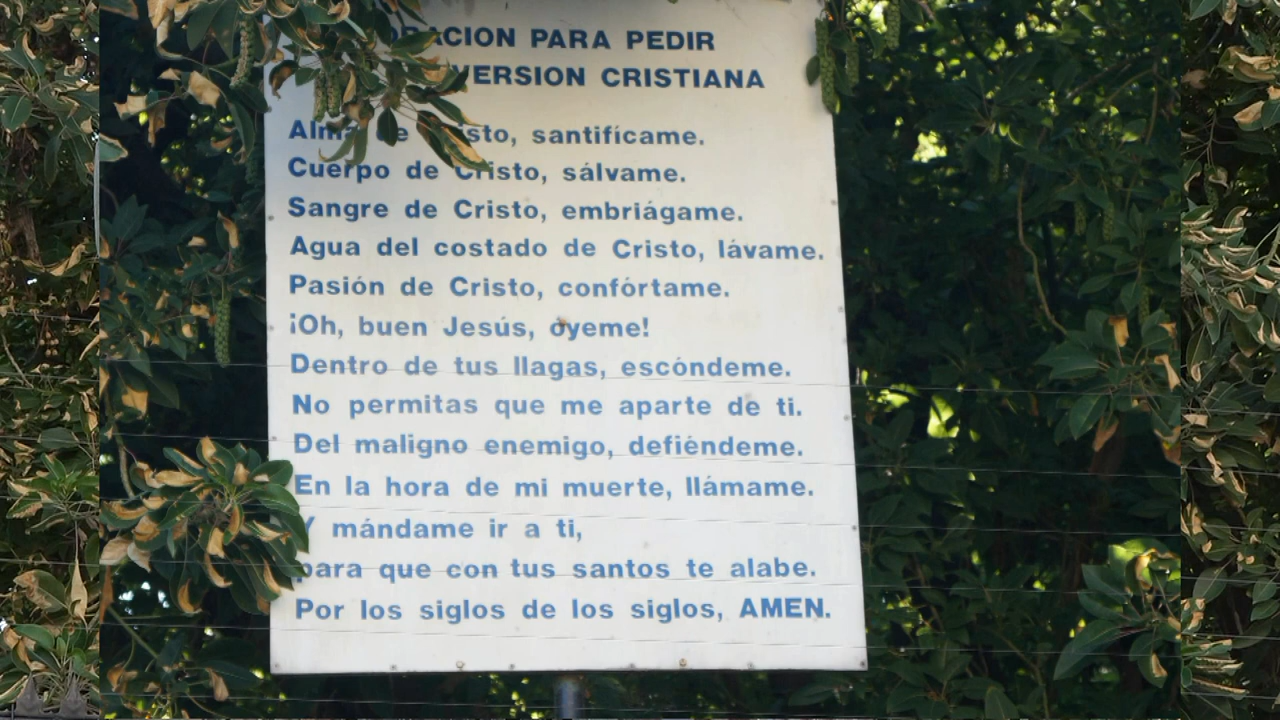 ORACION PARA PEDIR
VERSION CRISTIANA
Alma de Cristo, santifícame.
Cuerpo de Cristo, sálvame.
Sangre de Cristo, embriágame.
Agua del costado de Cristo, lávame.
Pasión de Cristo, confórtame.
¡Oh, buen Jesús, óyeme!
Dentro de tus llagas, escóndeme.
No permitas que me aparte de ti.
Del maligno enemigo, defiéndeme.
En la hora de mi muerte, llámame.
Y mándame ir a ti,
para que con tus santos te alabe.
Por los siglos de los siglos, AMEN.